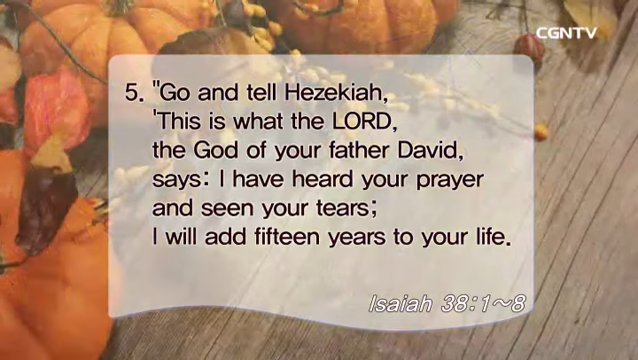 CGNTV
5. "Go and tell Hezekiah,
'This is what the LORD,
the God of your father David,
says: I have heard your prayer
and seen your tears;
I will add fifteen years to your life.
Isaiah 38:1~8